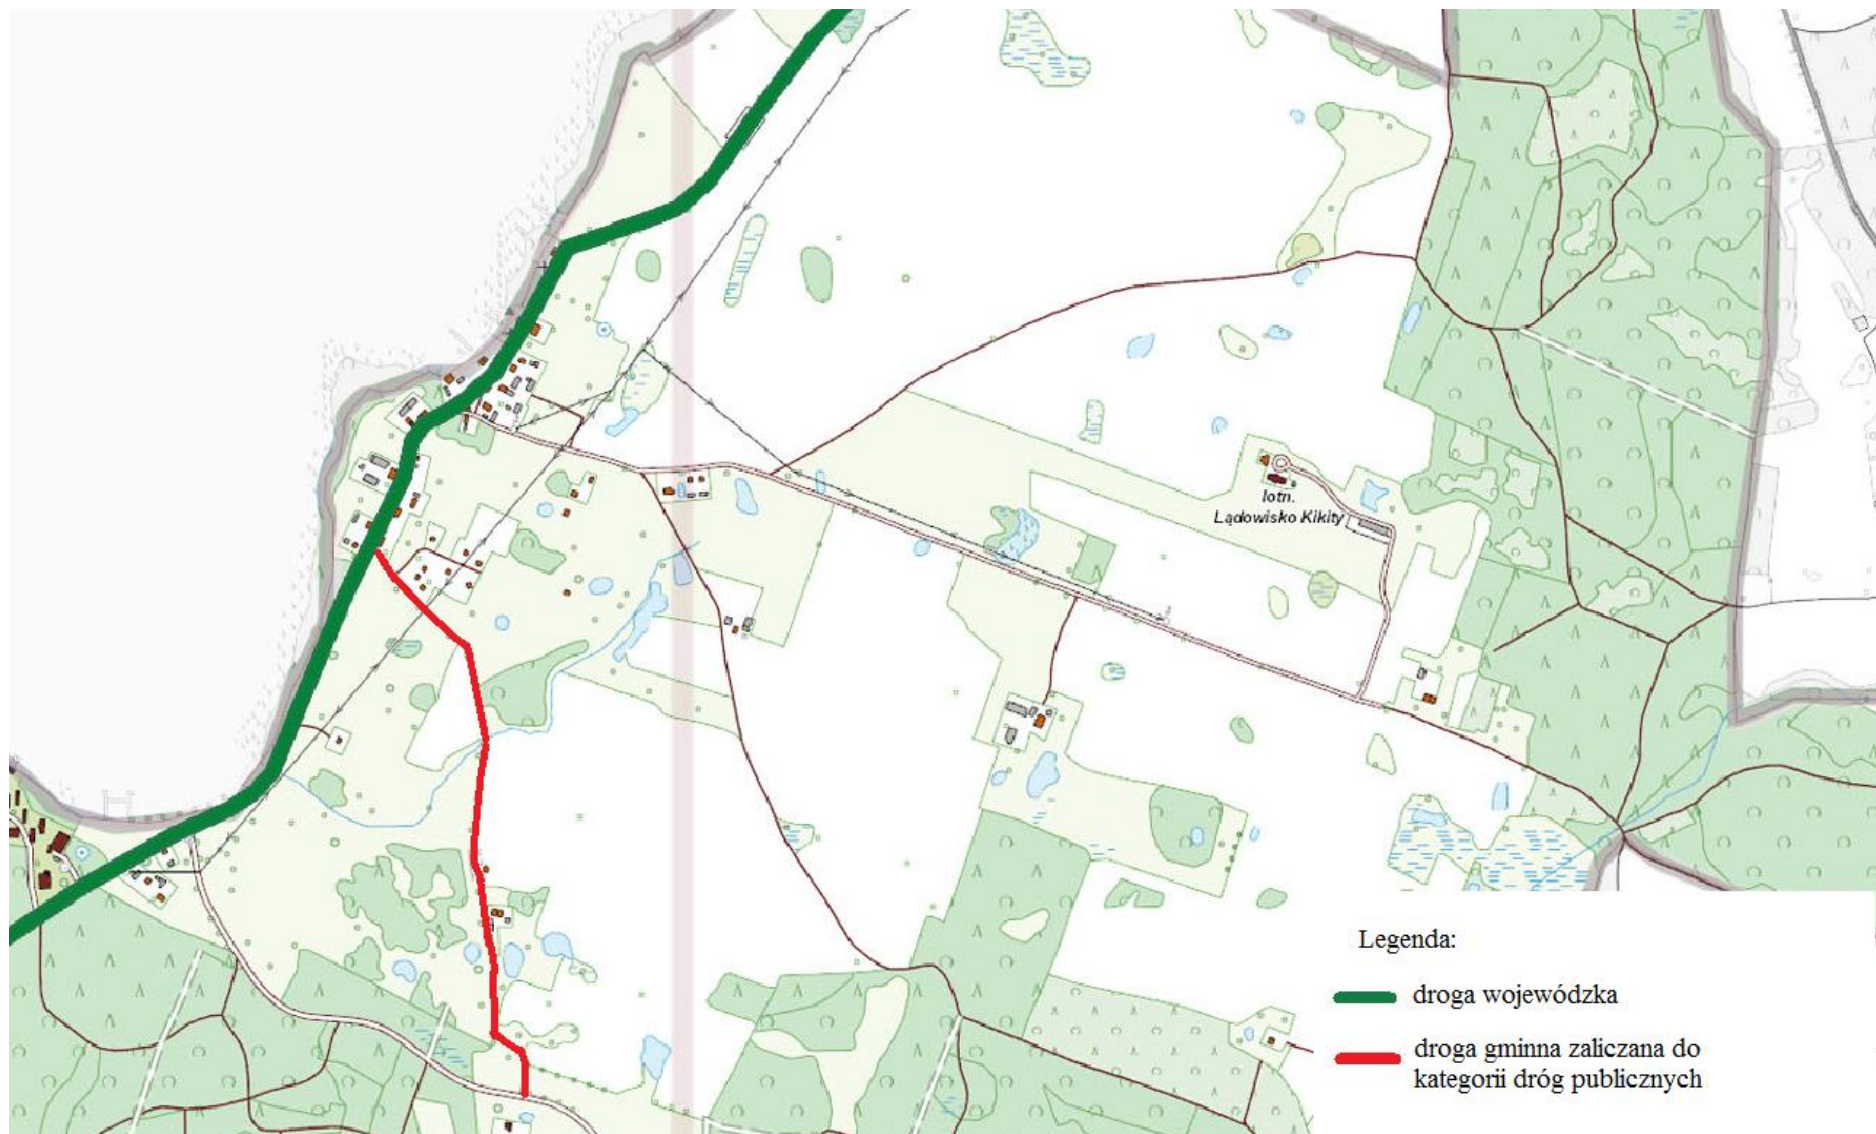 lotn.
Lądowisko Kikity
Legenda:
droga wojewódzka
droga gminna zaliczana do
kategorii dróg publicznych